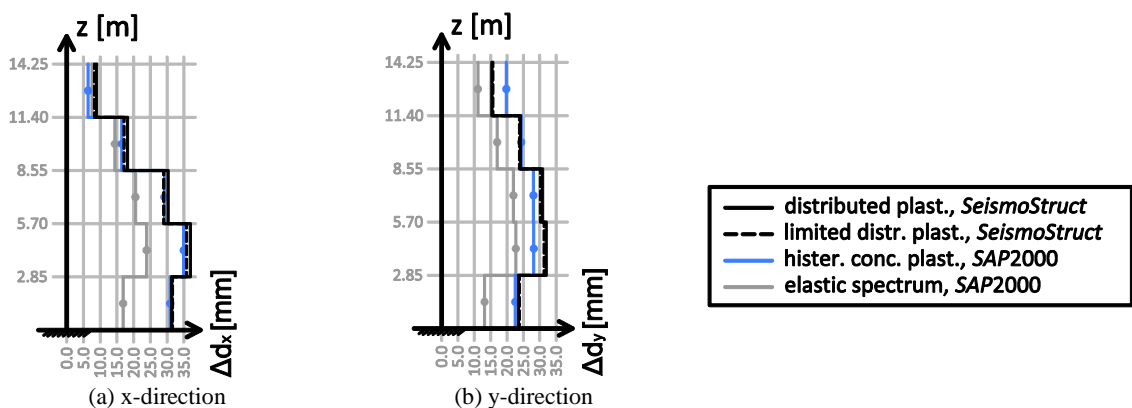 z [m]
14.25
11.40
8.55
5.70
2.85
0.0
5.0
10.0
15.0
20.0
25.0
30.0
35.0
Δdx [mm]
(a) x-direction
z [m]
14.25
11.40
8.55
5.70
2.85
0.0
5.0
10.0
15.0
20.0
25.0
30.0
35.0
Δdy [mm]
(b) y-direction
distributed plast., SeismoStruct
limited distr. plast., SeismoStruct
hister. conc. plast., SAP2000
elastic spectrum, SAP2000